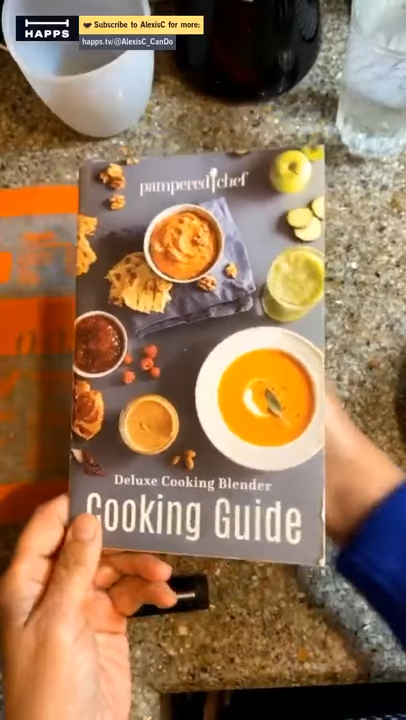 HAPPS
Subscribe to AlexisC for more:
happs.tv/@AlexisC_CanDo
pampered chef
Deluxe Cooking Blender
Cooking Guide